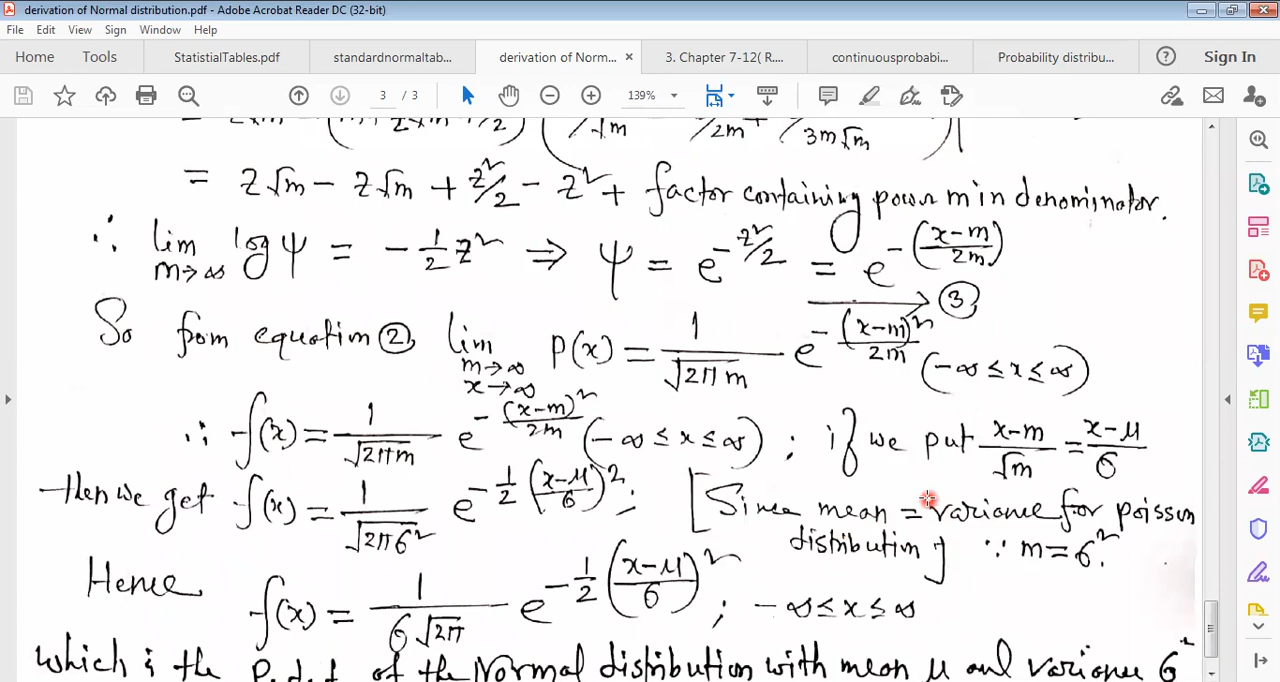 derivation of Normal distribution.pdf - Adobe Acrobat Reader DC (32-bit)
File Edit View Sign Window Help
Home Tools StatistialTables.pdf standardnormaltab... derivation of Norm... × 3. Chapter 7-12( R.... continuousprobabi... Probability distribu... Sign In
3 / 3 139%
= Z√m - Z√m + z²/2 - z² + factor containing power m in denominator.
∴ lim m→∞ log ψ = -1/2 z² ⇒ ψ = e^-z²/2 = e^-(x-m)/2m → ③
So from equation ②, lim m→∞ x→∞ P(x) = 1/√2πm e^-(x-m)²/2m (-∞ ≤ x ≤ ∞)
∴ f(x) = 1/√2πm e^-(x-m)²/2m (-∞ ≤ x ≤ ∞) ; if we put x-m/√m = x-μ/σ
then we get f(x) = 1/√2πσ² e^-1/2 (x-μ/σ)² ; [Since mean = variance for poisson
distribution] ∵ m = σ².
Hence f(x) = 1/σ√2π e^-1/2 (x-μ/σ)² ; -∞ ≤ x ≤ ∞
which is the P.d.f of the Normal distribution with mean μ and variance σ²